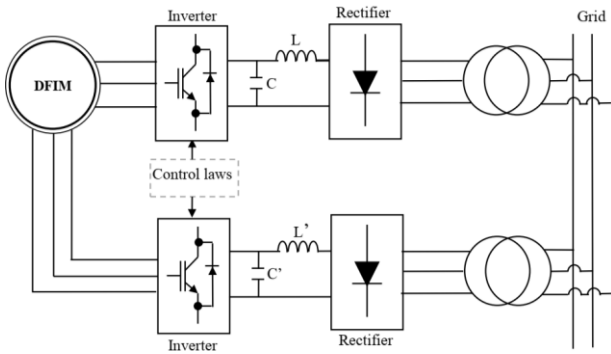 Inverter
Rectifier
Grid
L
DFIM
C
Control laws
L'
C'
Inverter
Rectifier